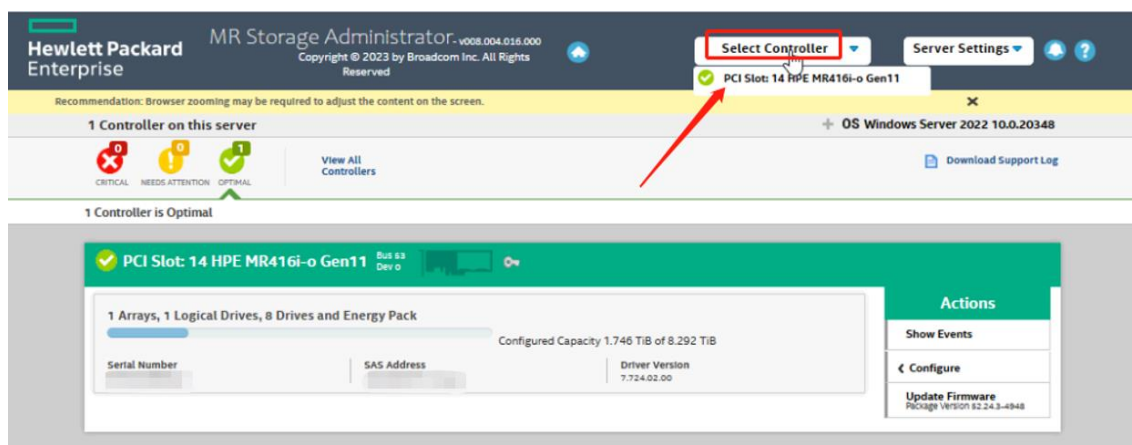 Hewlett Packard
Enterprise
MR Storage Administrator v008.004.016.000
Copyright © 2023 by Broadcom Inc. All Rights
Reserved
Select Controller
Server Settings
?
PCI Slot: 14 HPE MR416i-o Gen11
Recommendation: Browser zooming may be required to adjust the content on the screen.
1 Controller on this server
OS Windows Server 2022 10.0.20348
0
0
1
CRITICAL
NEEDS ATTENTION
OPTIMAL
View All
Controllers
Download Support Log
1 Controller is Optimal
PCI Slot: 14 HPE MR416i-o Gen11
Bus 53
Dev 0
Actions
1 Arrays, 1 Logical Drives, 8 Drives and Energy Pack
Configured Capacity 1.746 TiB of 8.292 TiB
Show Events
Serial Number
SAS Address
Driver Version
7.724.02.00
Configure
Update Firmware
Package Version 52.24.3-4948